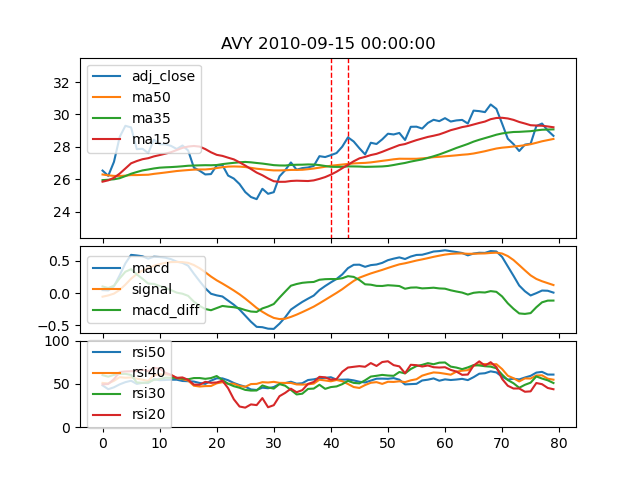 AVY 2010-09-15 00:00:00
32
30
28
26
24
adj_close
ma50
ma35
ma15
0.5
0.0
−0.5
macd
signal
macd_diff
100
50
0
rsi50
rsi40
rsi30
rsi20
0 10 20 30 40 50 60 70 80